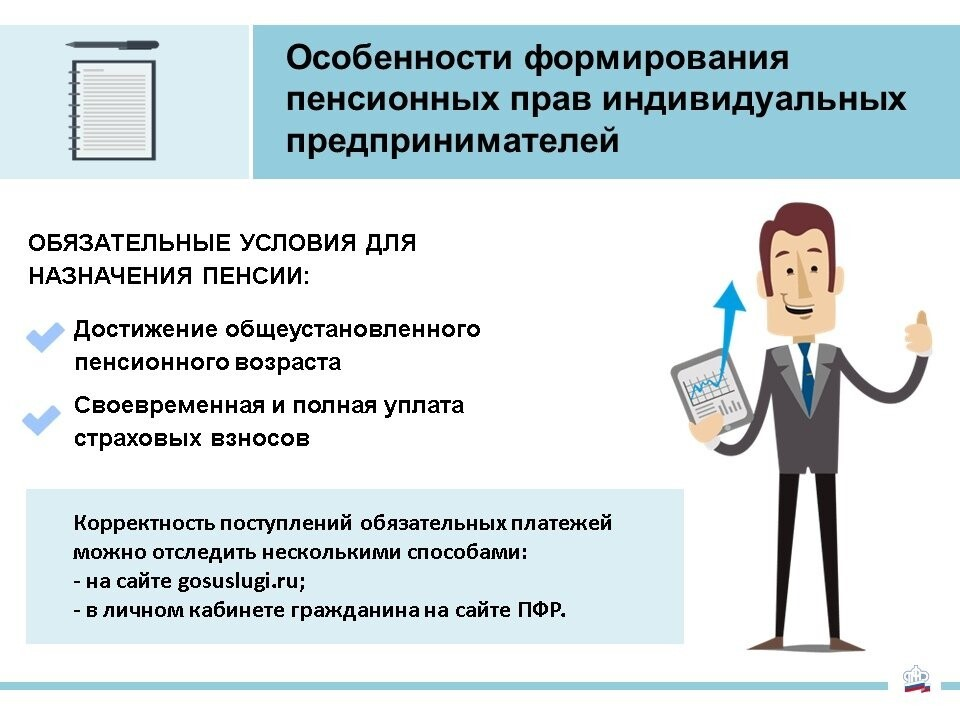 Особенности формирования
пенсионных прав индивидуальных
предпринимателей
ОБЯЗАТЕЛЬНЫЕ УСЛОВИЯ ДЛЯ
НАЗНАЧЕНИЯ ПЕНСИИ:
Достижение общеустановленного
пенсионного возраста
Своевременная и полная уплата
страховых взносов
Корректность поступлений обязательных платежей
можно отследить несколькими способами:
- на сайте gosuslugi.ru;
- в личном кабинете гражданина на сайте ПФР.